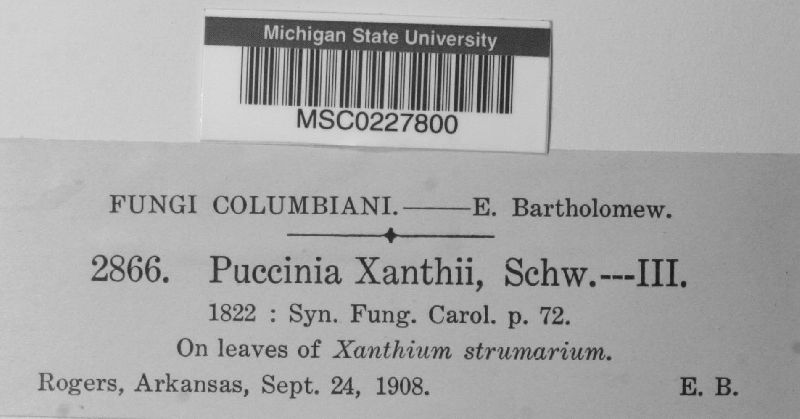 Michigan State University
MSC0227800
FUNGI COLUMBIANI.——E. Bartholomew.
2866. Puccinia Xanthii, Schw.---III.
1822 : Syn. Fung. Carol. p. 72.
On leaves of Xanthium strumarium.
Rogers, Arkansas, Sept. 24, 1908. E. B.